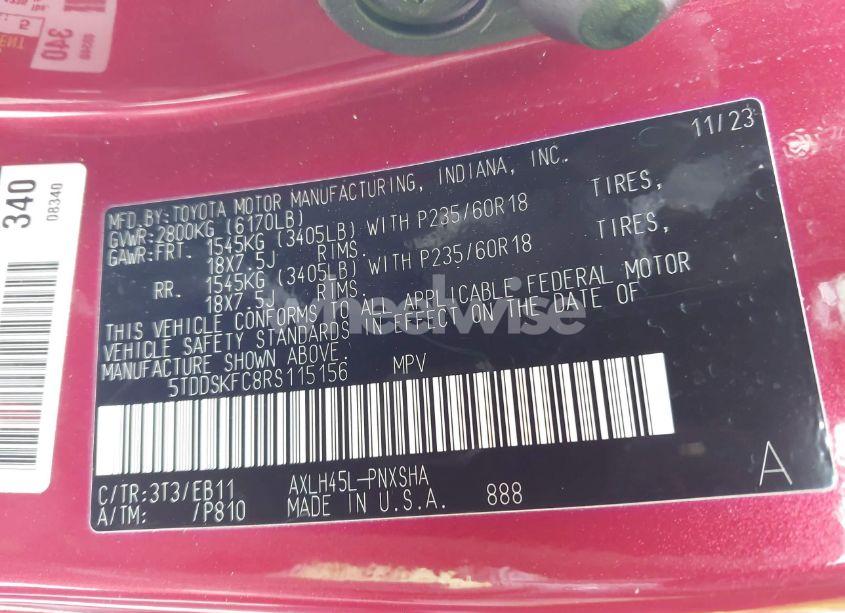 11/23
MFD.BY:TOYOTA MOTOR MANUFACTURING, INDIANA, INC.
GVWR:2800KG (6170LB)
GAWR:FRT. 1545KG (3405LB) WITH P235/60R18 TIRES,
18X7.5J RIMS.
RR. 1545KG (3405LB) WITH P235/60R18 TIRES,
18X7.5J RIMS.
THIS VEHICLE CONFORMS TO ALL APPLICABLE FEDERAL MOTOR
VEHICLE SAFETY STANDARDS IN EFFECT ON THE DATE OF
MANUFACTURE SHOWN ABOVE.
5TDDSKFC8RS115156 MPV
C/TR:3T3/EB11 AXLH45L-PNXSHA
A/TM: /P810 MADE IN U.S.A. 888
A
340
08340
340
wheelwise